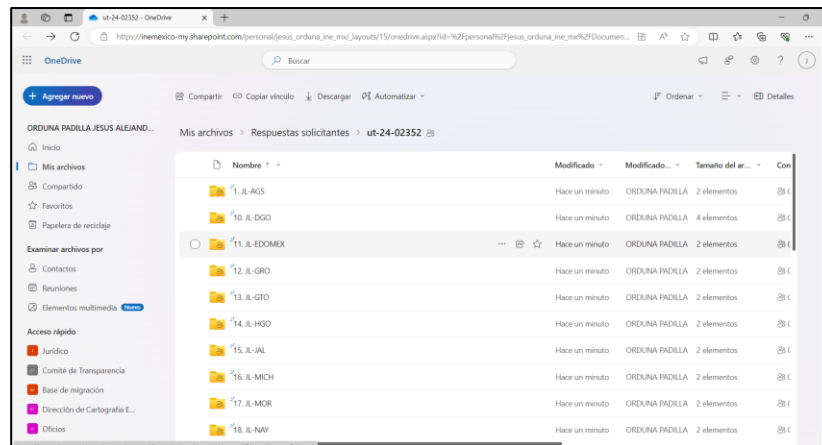 ut-24-02352 - OneDrive
https://inemexico-my.sharepoint.com/personal/jesus_orduna_ine_mx/_layouts/15/onedrive.aspx?id=%2Fpersonal%2Fjesus_orduna_ine_mx%2FDocumen...
OneDrive
Buscar
+ Agregar nuevo
Compartir Copiar vínculo Descargar Automatizar
Ordenar Detalles
ORDUNA PADILLA JESUS ALEJAND...
Inicio
Mis archivos
Compartido
Favoritos
Papelera de reciclaje
Examinar archivos por
Contactos
Reuniones
Elementos multimedia Nuevo
Acceso rápido
Jurídico
Comité de Transparencia
Base de migración
Dirección de Cartografía E...
Oficios
Mis archivos > Respuestas solicitantes > ut-24-02352
Nombre ↑ Modificado Modificado... Tamaño del ar... Con
1. JL-AGS Hace un minuto ORDUNA PADILLA 2 elementos
10. JL-DGO Hace un minuto ORDUNA PADILLA 4 elementos
11. JL-EDOMEX ... Hace un minuto ORDUNA PADILLA 2 elementos
12. JL-GRO Hace un minuto ORDUNA PADILLA 2 elementos
13. JL-GTO Hace un minuto ORDUNA PADILLA 2 elementos
14. JL-HGO Hace un minuto ORDUNA PADILLA 2 elementos
15. JL-JAL Hace un minuto ORDUNA PADILLA 2 elementos
16. JL-MICH Hace un minuto ORDUNA PADILLA 2 elementos
17. JL-MOR Hace un minuto ORDUNA PADILLA 2 elementos
18. JL-NAY Hace un minuto ORDUNA PADILLA 2 elementos